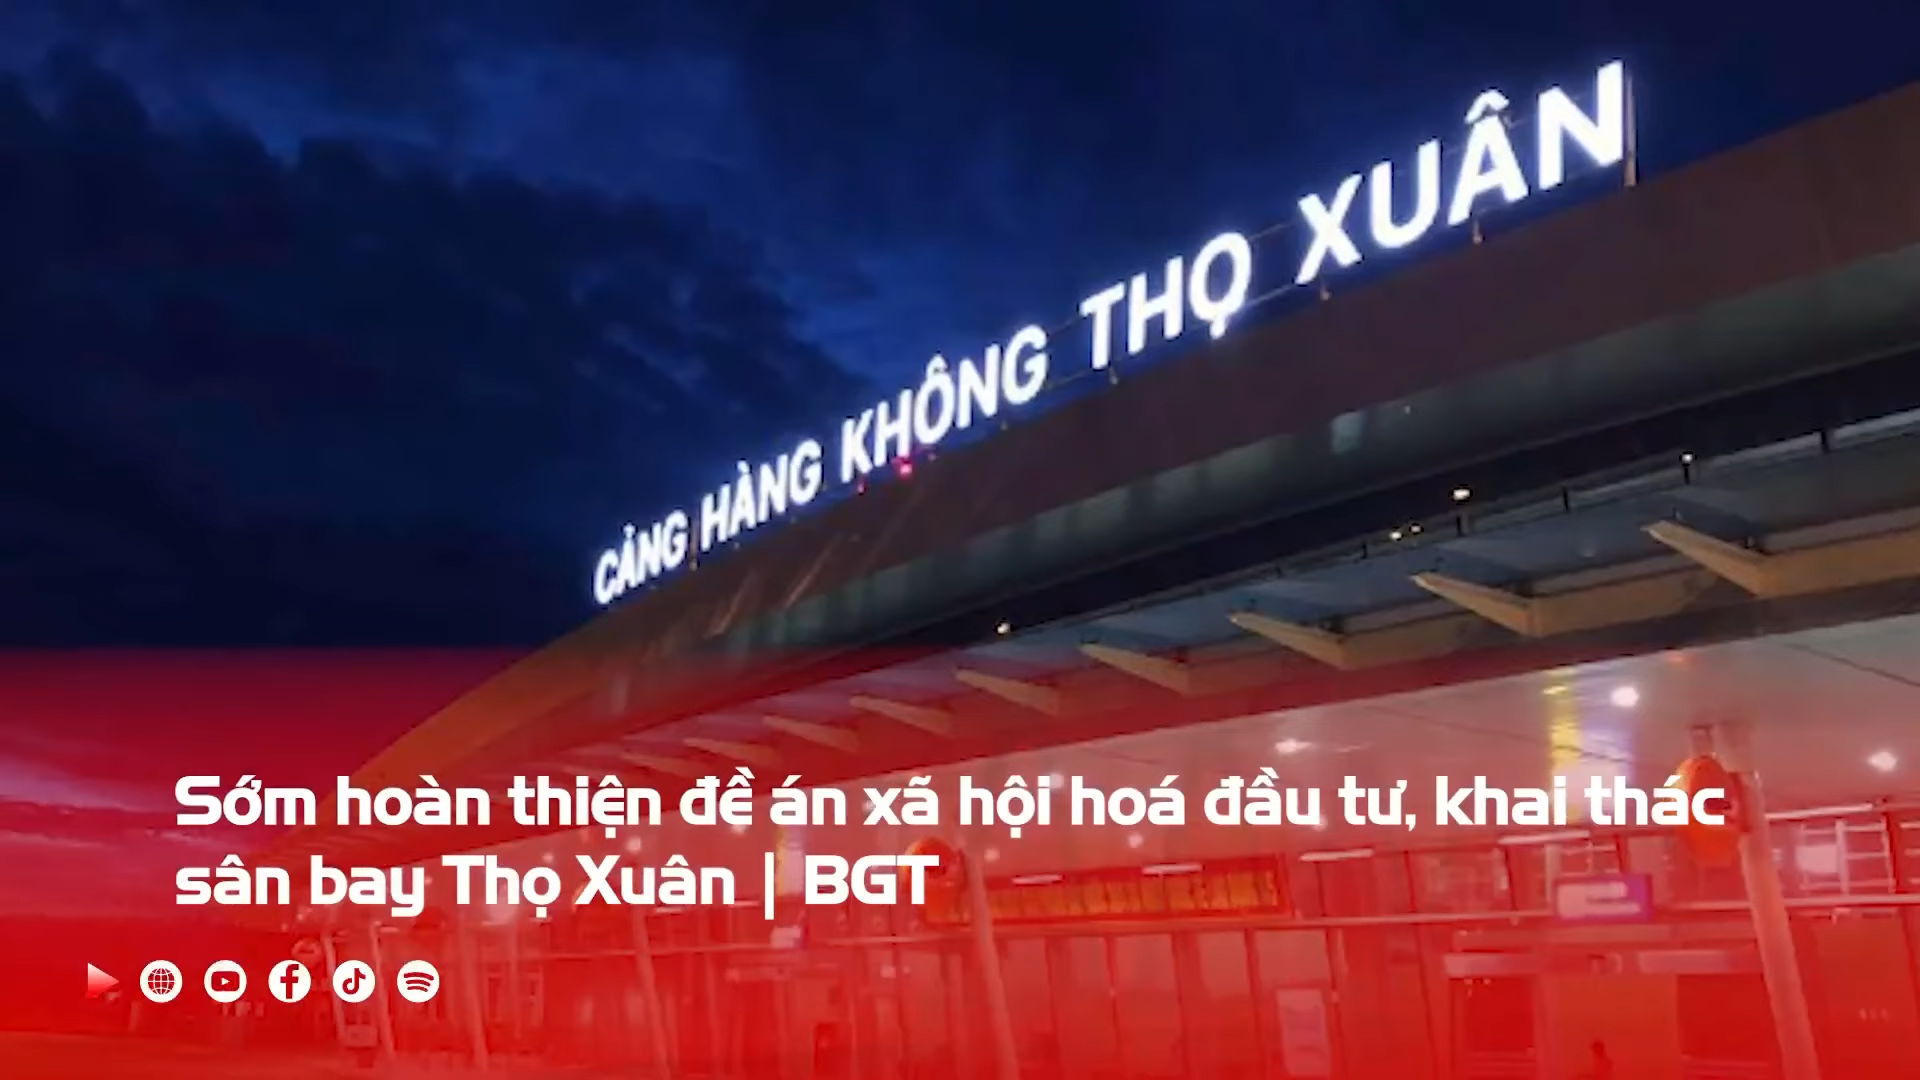 CẢNG HÀNG KHÔNG THỌ XUÂN
Sớm hoàn thiện đề án xã hội hoá đầu tư, khai thác
sân bay Thọ Xuân | BGT